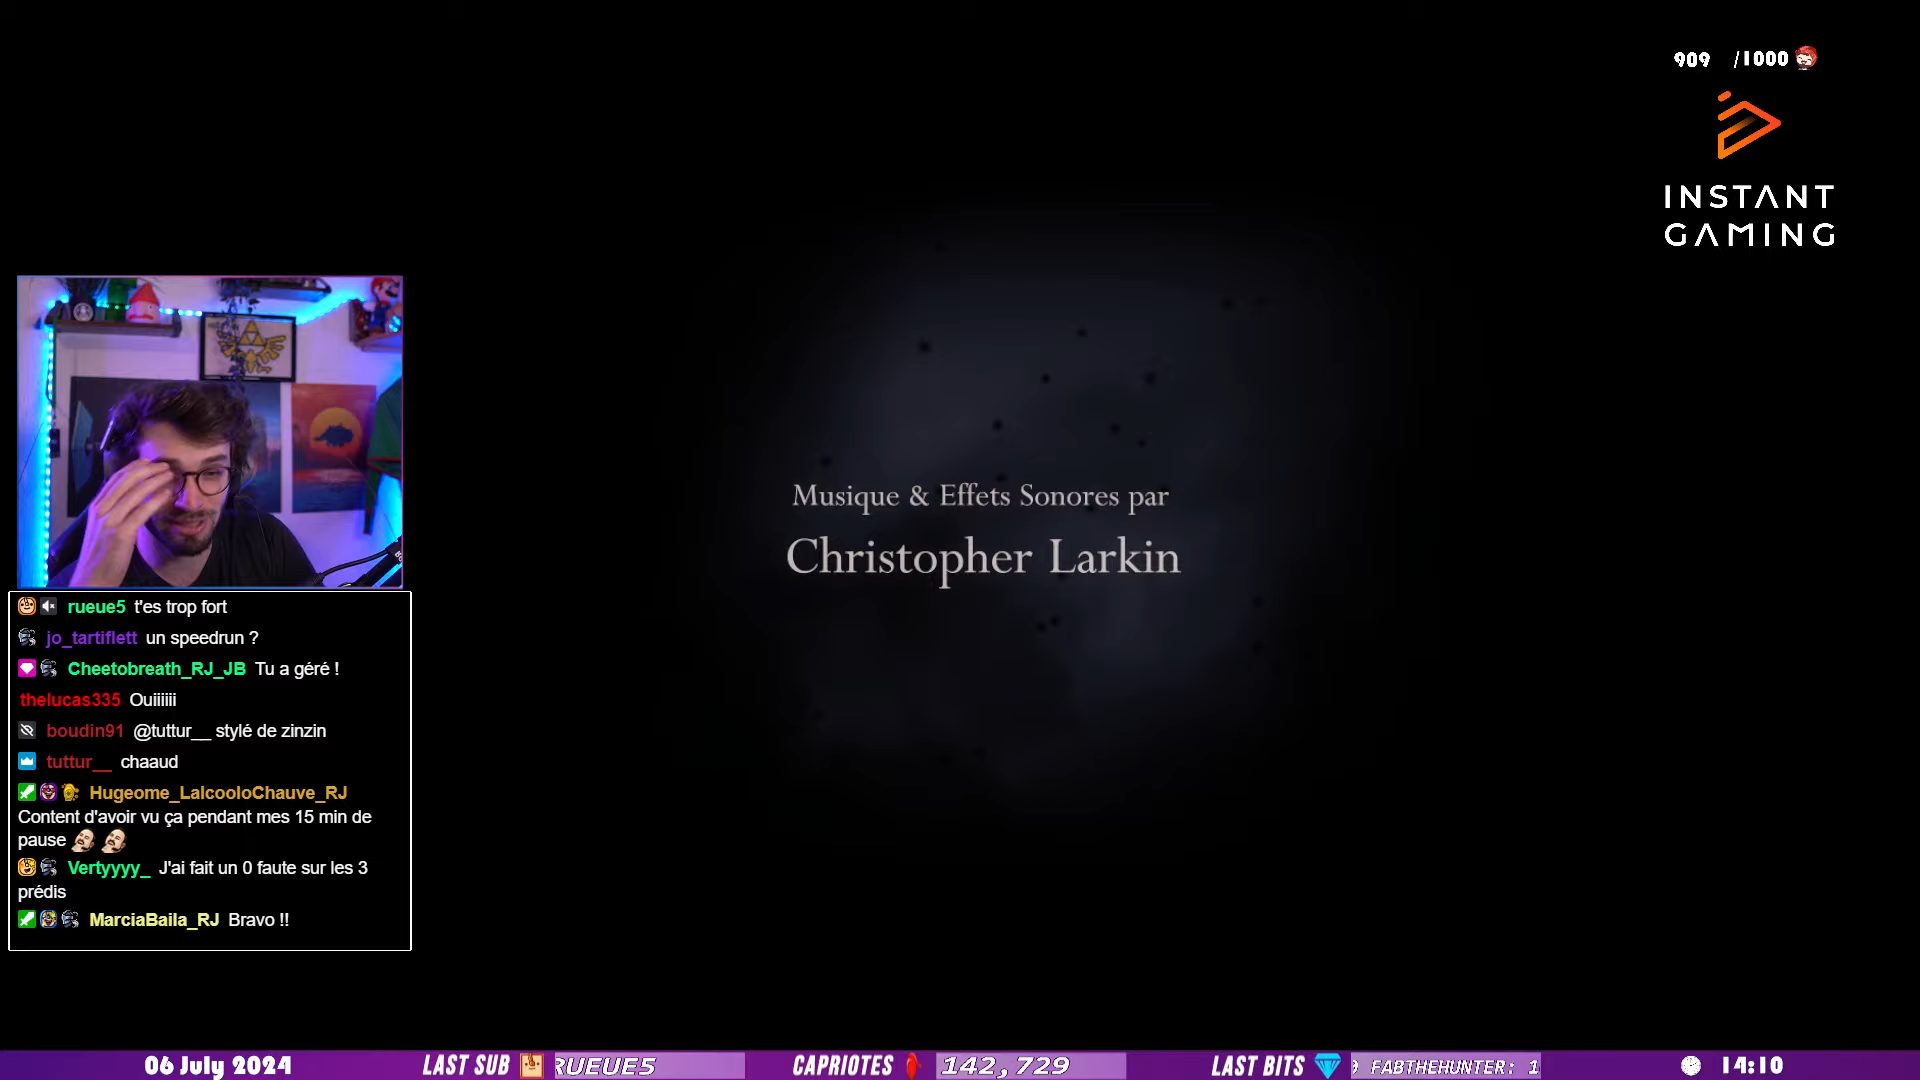 909 /1000
INSTANT
GAMING
Musique & Effets Sonores par
Christopher Larkin
rueue5 t'es trop fort
jo_tartiflett un speedrun ?
Cheetobreath_RJ_JB Tu a géré !
thelucas335 Ouiiiiii
boudin91 @tuttur__ stylé de zinzin
tuttur__ chaaud
Hugeome_LalcooloChauve_RJ
Content d'avoir vu ça pendant mes 15 min de
pause
Vertyyyy_ J'ai fait un 0 faute sur les 3
prédis
MarciaBaila_RJ Bravo !!
06 July 2024 LAST SUB RUEUE5 CAPRIOTES 142,729 LAST BITS FABTHEHUNTER: 1 14:10